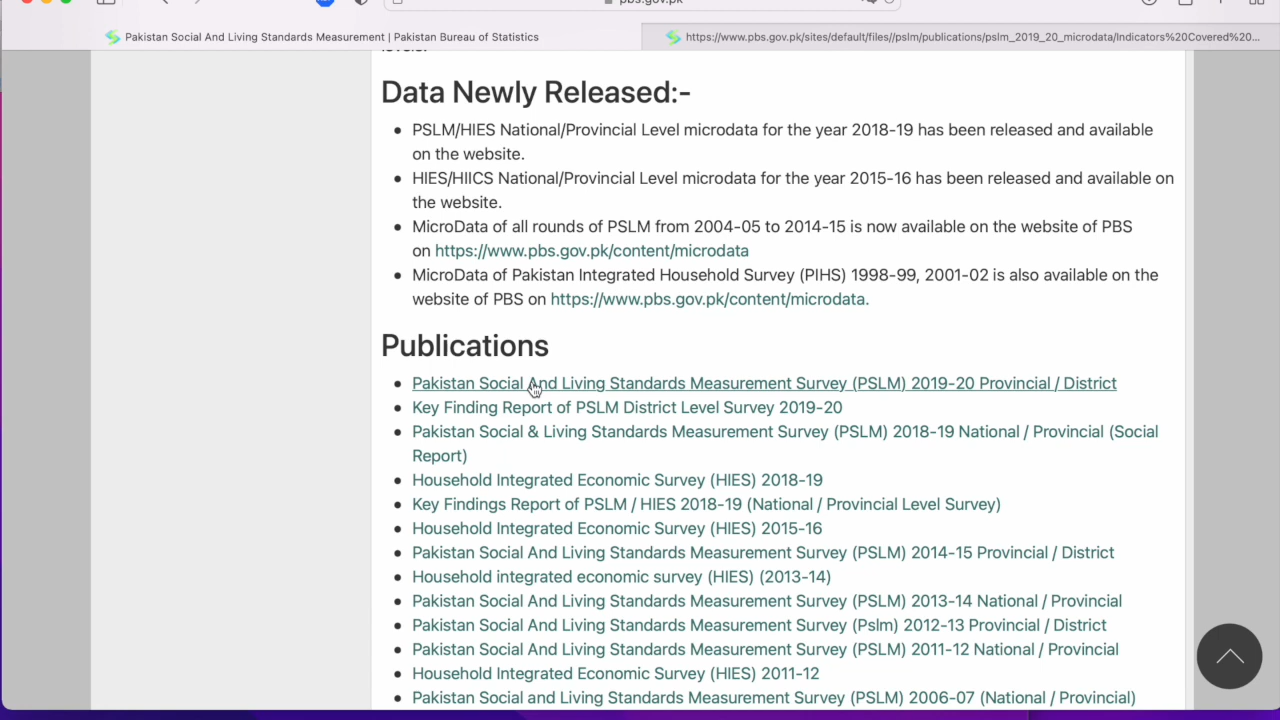 pbs.gov.pk
Pakistan Social And Living Standards Measurement | Pakistan Bureau of Statistics
https://www.pbs.gov.pk/sites/default/files//pslm/publications/pslm_2019_20_microdata/Indicators%20Covered%20...
levels.
Data Newly Released:-
• PSLM/HIES National/Provincial Level microdata for the year 2018-19 has been released and available
on the website.
• HIES/HIICS National/Provincial Level microdata for the year 2015-16 has been released and available on
the website.
• MicroData of all rounds of PSLM from 2004-05 to 2014-15 is now available on the website of PBS
on https://www.pbs.gov.pk/content/microdata
• MicroData of Pakistan Integrated Household Survey (PIHS) 1998-99, 2001-02 is also available on the
website of PBS on https://www.pbs.gov.pk/content/microdata.
Publications
• Pakistan Social And Living Standards Measurement Survey (PSLM) 2019-20 Provincial / District
• Key Finding Report of PSLM District Level Survey 2019-20
• Pakistan Social & Living Standards Measurement Survey (PSLM) 2018-19 National / Provincial (Social
Report)
• Household Integrated Economic Survey (HIES) 2018-19
• Key Findings Report of PSLM / HIES 2018-19 (National / Provincial Level Survey)
• Household Integrated Economic Survey (HIES) 2015-16
• Pakistan Social And Living Standards Measurement Survey (PSLM) 2014-15 Provincial / District
• Household integrated economic survey (HIES) (2013-14)
• Pakistan Social And Living Standards Measurement Survey (PSLM) 2013-14 National / Provincial
• Pakistan Social And Living Standards Measurement Survey (Pslm) 2012-13 Provincial / District
• Pakistan Social And Living Standards Measurement Survey (PSLM) 2011-12 National / Provincial
• Household Integrated Economic Survey (HIES) 2011-12
• Pakistan Social and Living Standards Measurement Survey (PSLM) 2006-07 (National / Provincial)